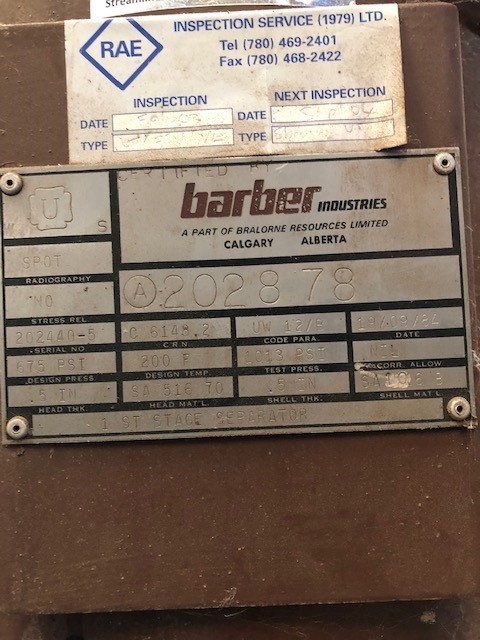 Streamli
RAE
INSPECTION SERVICE (1979) LTD.
Tel (780) 469-2401
Fax (780) 468-2422
INSPECTION
NEXT INSPECTION
DATE
DATE
TYPE
TYPE
CERTIFIED BY
U
W S
barber INDUSTRIES
A PART OF BRALORNE RESOURCES LIMITED
CALGARY ALBERTA
SPOT
RADIOGRAPHY
NO
STRESS REL.
A 202878
202440-5 C 6148.2 UW 12/B
SERIAL NO. C.R.N. CODE PARA. DATE
675 PSI 200 F 1013 PSI
DESIGN PRESS. DESIGN TEMP. TEST PRESS. CORR. ALLOW
.5 IN SA 516 70 .5 IN
HEAD THK. HEAD MAT'L. SHELL THK. SHELL MAT'L
1 ST STAGE SEPARATOR